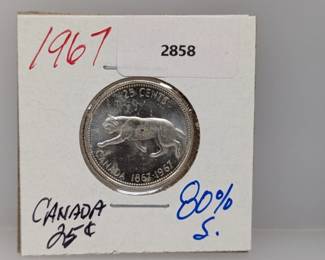 1967
2858
25 CENTS
CANADA 1867-1967
CANADA
25¢
80%
S.